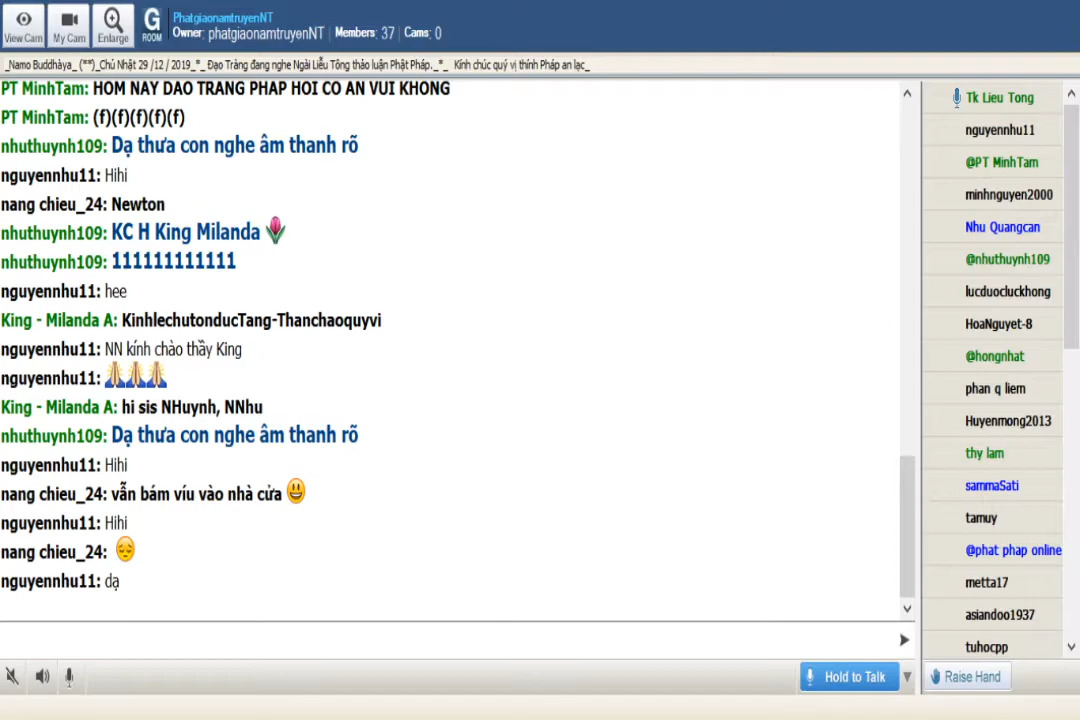 View Cam
My Cam
Enlarge
G ROOM
PhatgiaonamtruyenNT
Owner: phatgiaonamtruyenNT | Members: 37 | Cams: 0
_Namo Buddhàya_ (**)_Chủ Nhật 29 /12 / 2019_*_ Đạo Tràng đang nghe Ngài Liễu Tông thảo luận Phật Pháp._*_ Kính chúc quý vị thính Pháp an lạc_
PT MinhTam: HOM NAY DAO TRANG PHAP HOI CO AN VUI KHONG
PT MinhTam: (f)(f)(f)(f)(f)
nhuthuynh109: Dạ thưa con nghe âm thanh rõ
nguyennhu11: Hihi
nang chieu_24: Newton
nhuthuynh109: KC H King Milanda
nhuthuynh109: 111111111111
nguyennhu11: hee
King - Milanda A: KinhlechutonducTang-Thanchaoquyvi
nguyennhu11: NN kính chào thầy King
nguyennhu11:
King - Milanda A: hi sis NHuynh, NNhu
nhuthuynh109: Dạ thưa con nghe âm thanh rõ
nguyennhu11: Hihi
nang chieu_24: vẫn bám víu vào nhà cửa
nguyennhu11: Hihi
nang chieu_24:
nguyennhu11: dạ
Hold to Talk
Tk Lieu Tong
nguyennhu11
@PT MinhTam
minhnguyen2000
Nhu Quangcan
@nhuthuynh109
lucduocluckhong
HoaNguyet-8
@hongnhat
phan q liem
Huyenmong2013
thy lam
sammaSati
tamuy
@phat phap online
metta17
asiandoo1937
tuhocpp
Raise Hand